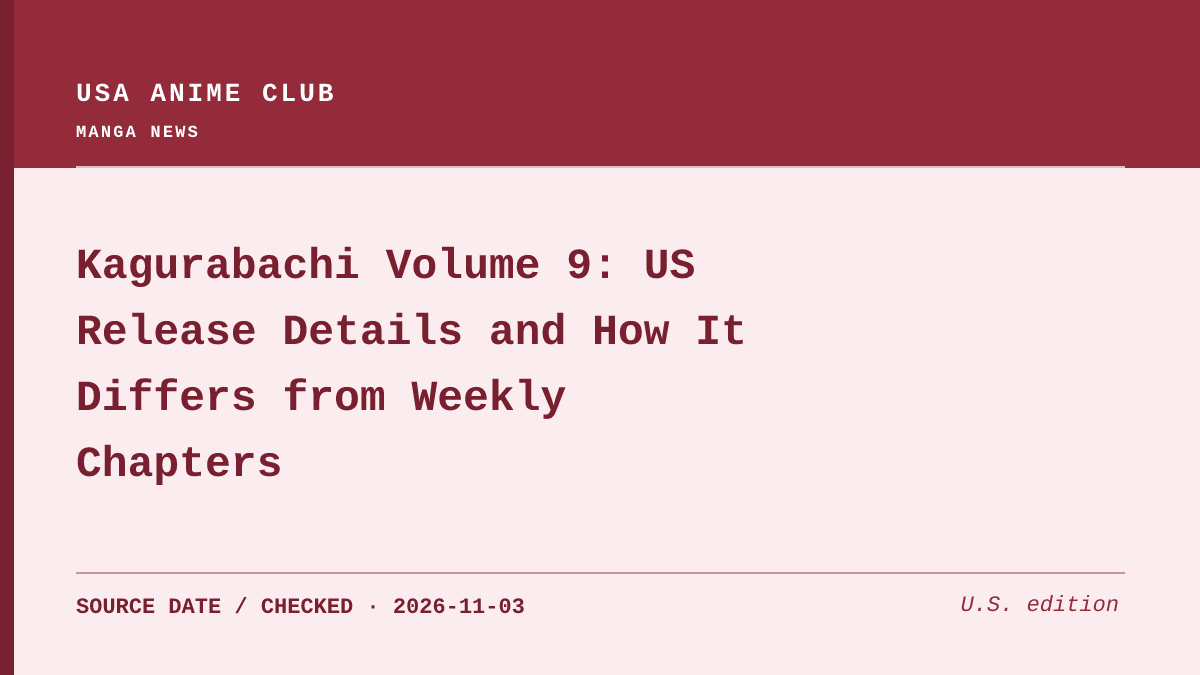 USA ANIME CLUB
MANGA NEWS
Kagurabachi Volume 9: US
Release Details and How It
Differs from Weekly
Chapters
SOURCE DATE / CHECKED · 2026-11-03
U.S. edition